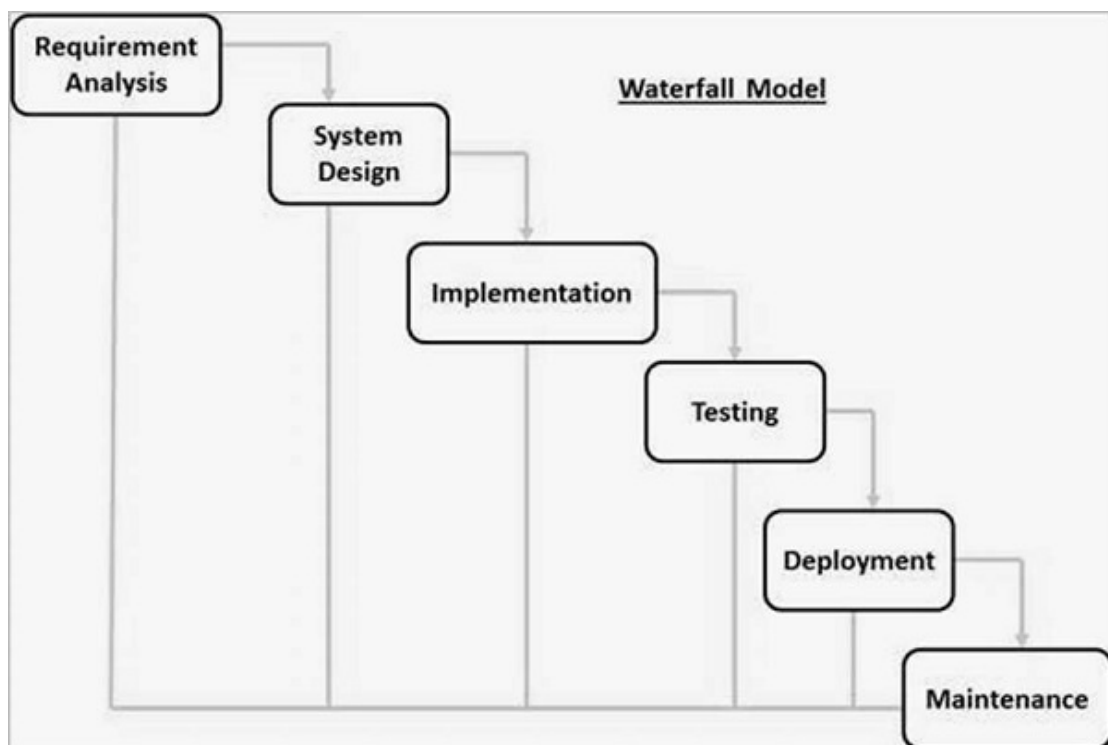 Requirement
Analysis
Waterfall Model
System
Design
Implementation
Testing
Deployment
Maintenance